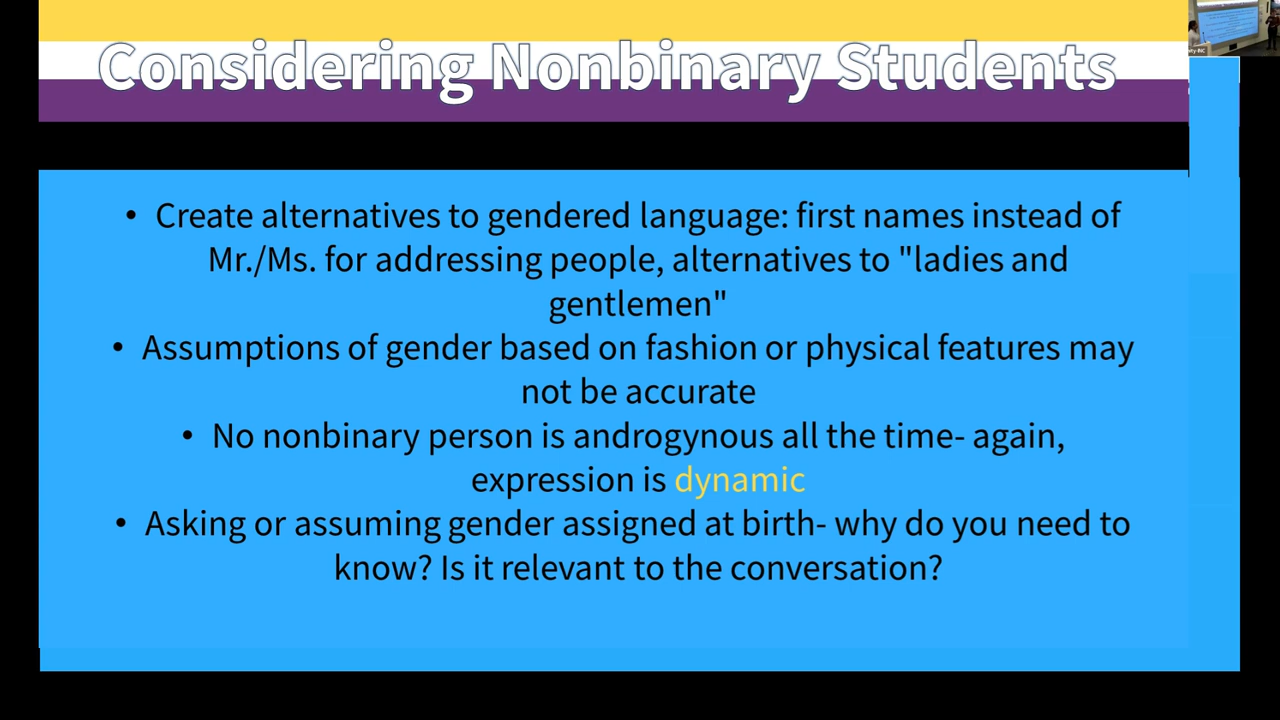 Considering Nonbinary Students
• Create alternatives to gendered language: first names instead of
Mr./Ms. for addressing people, alternatives to "ladies and
gentlemen"
• Assumptions of gender based on fashion or physical features may
not be accurate
• No nonbinary person is androgynous all the time- again,
expression is dynamic
• Asking or assuming gender assigned at birth- why do you need to
know? Is it relevant to the conversation?